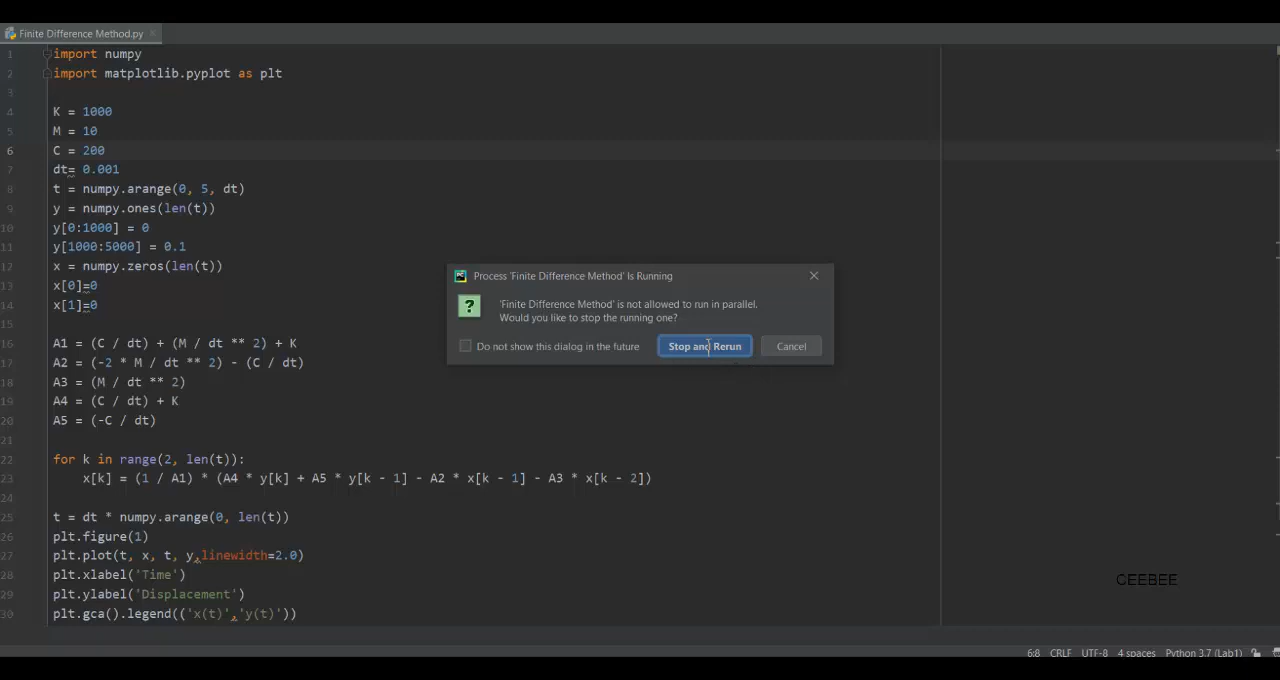 Finite Difference Method.py
1 import numpy
2 import matplotlib.pyplot as plt
3
4 K = 1000
5 M = 10
6 C = 200
7 dt= 0.001
8 t = numpy.arange(0, 5, dt)
9 y = numpy.ones(len(t))
10 y[0:1000] = 0
11 y[1000:5000] = 0.1
12 x = numpy.zeros(len(t))
13 x[0]=0
14 x[1]=0
15
16 A1 = (C / dt) + (M / dt ** 2) + K
17 A2 = (-2 * M / dt ** 2) - (C / dt)
18 A3 = (M / dt ** 2)
19 A4 = (C / dt) + K
20 A5 = (-C / dt)
21
22 for k in range(2, len(t)):
23 x[k] = (1 / A1) * (A4 * y[k] + A5 * y[k - 1] - A2 * x[k - 1] - A3 * x[k - 2])
24
25 t = dt * numpy.arange(0, len(t))
26 plt.figure(1)
27 plt.plot(t, x, t, y,linewidth=2.0)
28 plt.xlabel('Time')
29 plt.ylabel('Displacement')
30 plt.gca().legend(('x(t)','y(t)'))
Process 'Finite Difference Method' Is Running
'Finite Difference Method' is not allowed to run in parallel.
Would you like to stop the running one?
Do not show this dialog in the future
Stop and Rerun
Cancel
CEEBEE
6:8 CRLF UTF-8 4 spaces Python 3.7 (Lab1)